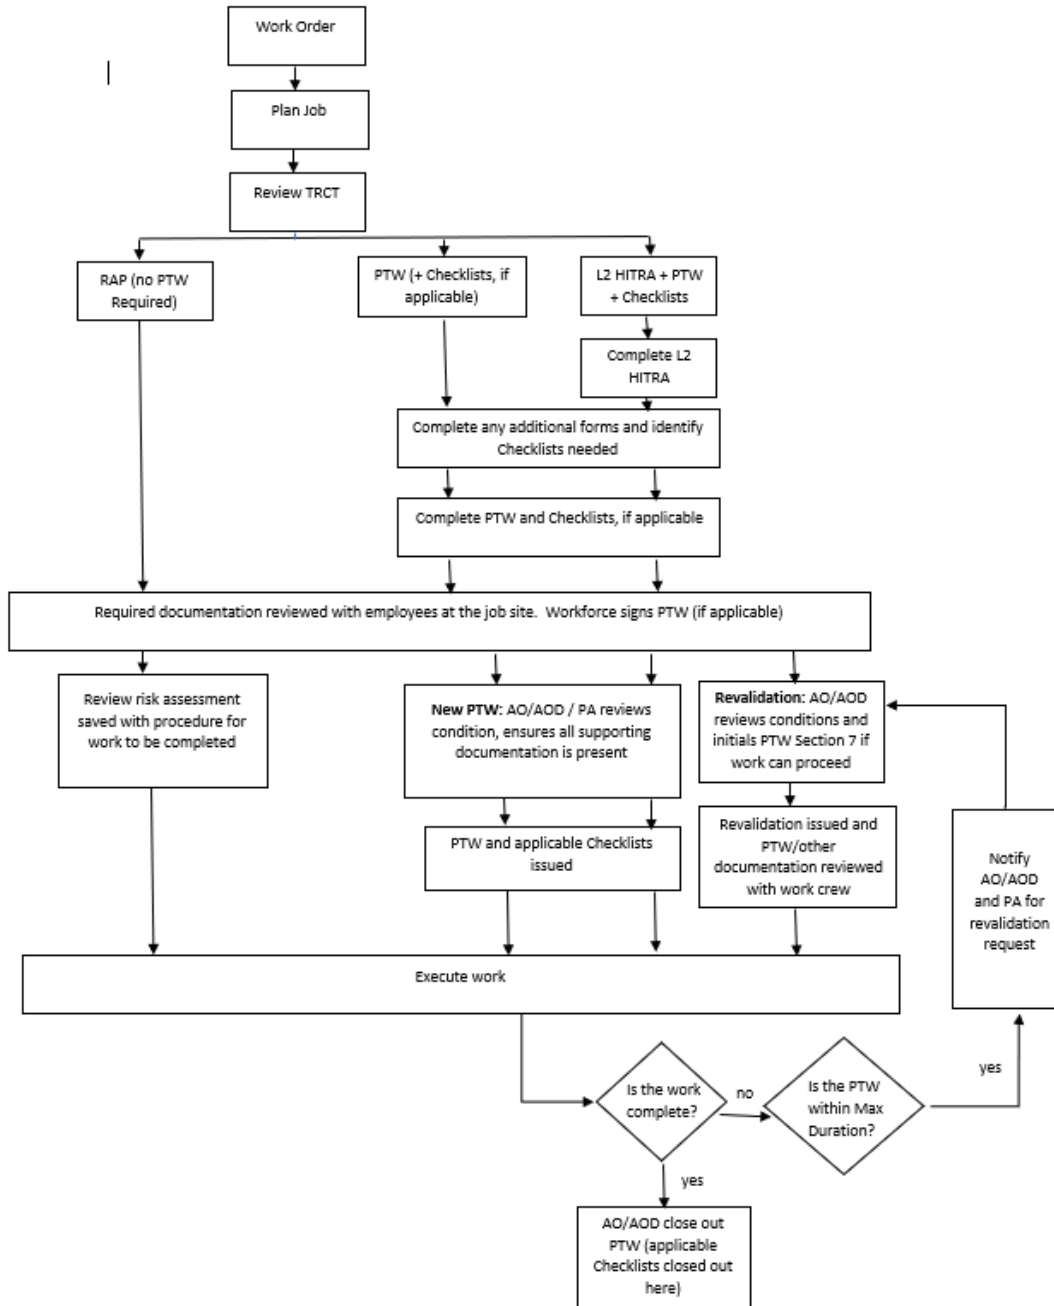 Work Order
Plan Job
Review TRCT
RAP (no PTW
Required)
PTW (+ Checklists, if
applicable)
L2 HITRA + PTW
+ Checklists
Complete L2
HITRA
Complete any additional forms and identify
Checklists needed
Complete PTW and Checklists, if applicable
Required documentation reviewed with employees at the job site.  Workforce signs PTW (if applicable)
Review risk assessment
saved with procedure for
work to be completed
New PTW: AO/AOD / PA reviews
condition, ensures all supporting
documentation is present
Revalidation: AO/AOD
reviews conditions and
initials PTW Section 7 if
work can proceed
PTW and applicable Checklists
issued
Revalidation issued and
PTW/other
documentation reviewed
with work crew
Notify
AO/AOD
and PA for
revalidation
request
Execute work
Is the work
complete?
no
Is the PTW
within Max
Duration?
yes
yes
AO/AOD close out
PTW (applicable
Checklists closed out
here)